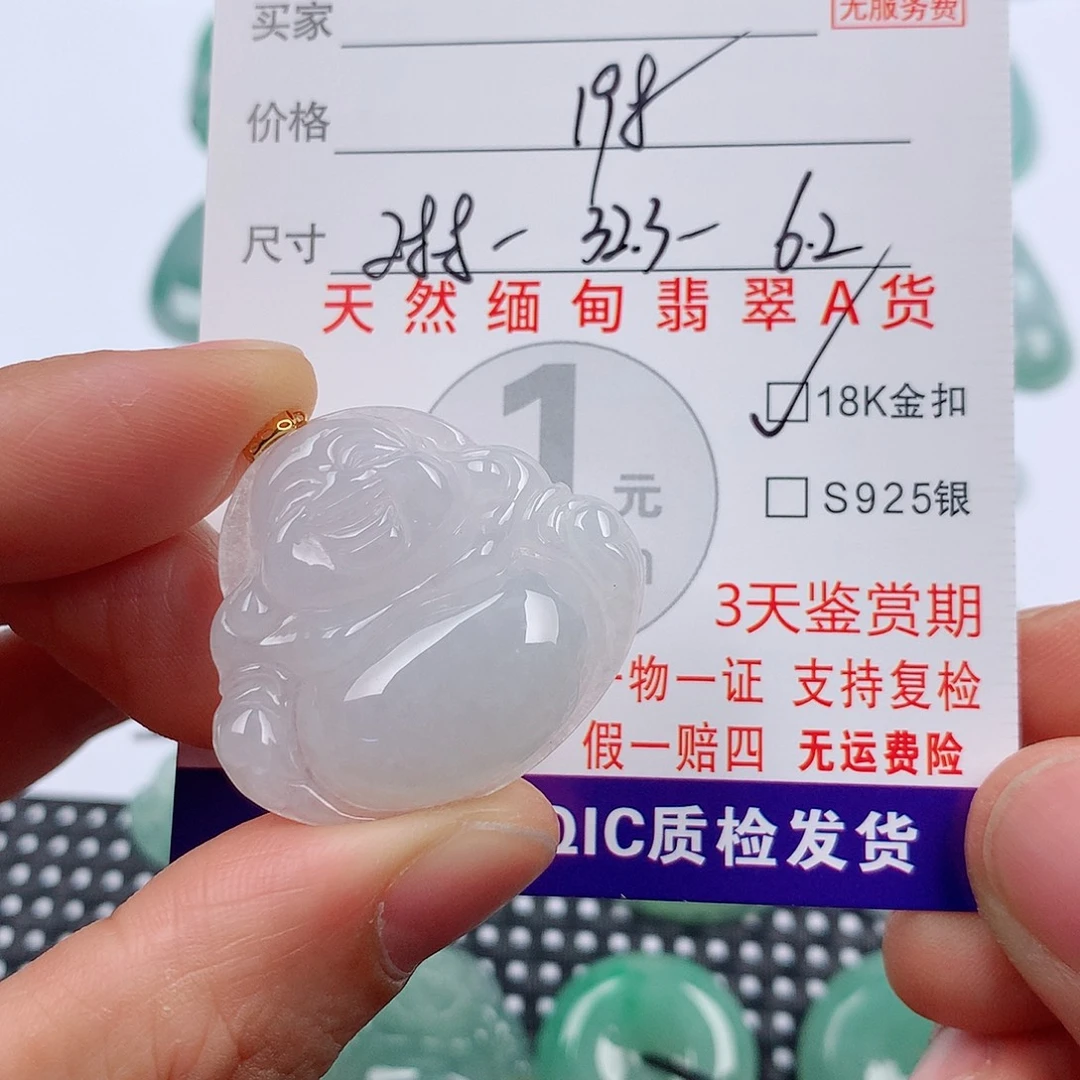 买家
无服务费
价格 198
尺寸 288-32.3-6.2
天然缅甸翡翠A货
1元
18K金扣
S925银
3天鉴赏期
一物一证 支持复检
假一赔四 无运费险
QIC质检发货